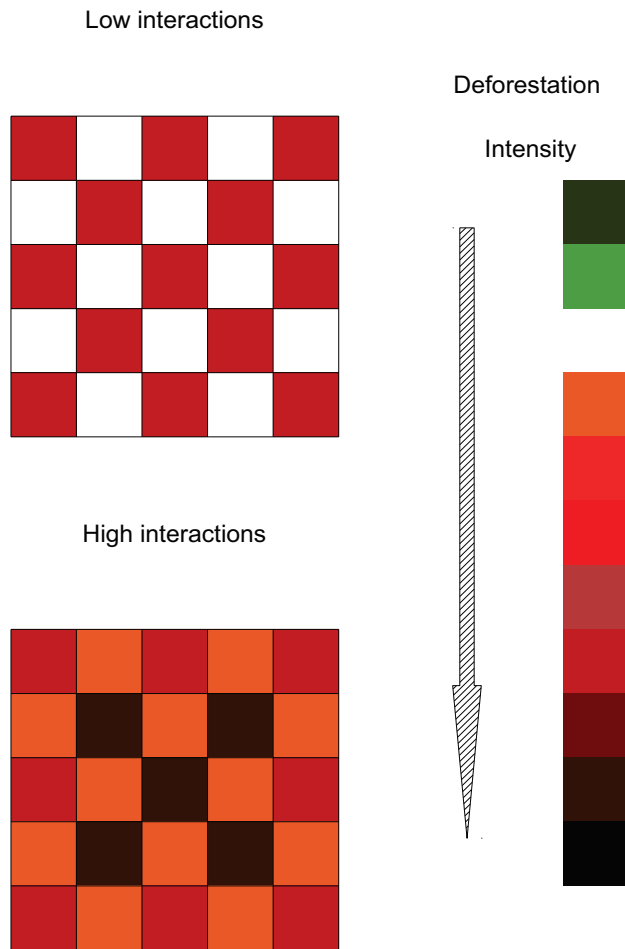 Low interactions
Deforestation
Intensity
High interactions